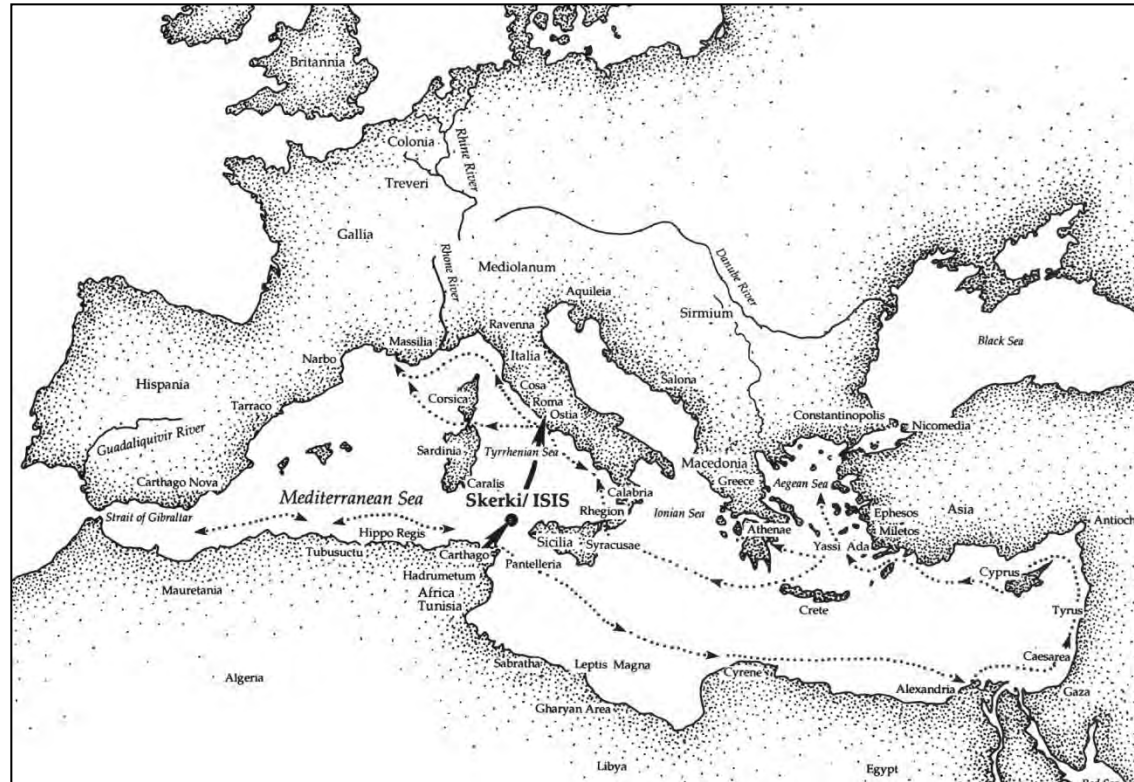 Britannia
Colonia
Rhine River
Treveri
Gallia
Rhone River
Mediolanum
Danube River
Aquileia
Sirmium
Ravenna
Black Sea
Massilia
Italia
Narbo
Hispania
Cosa
Salona
Corsica
Roma
Tarraco
Ostia
Constantinopolis
Nicomedia
Guadaliquivir River
Sardinia
Tyrrhenian Sea
Macedonia
Greece
Aegean Sea
Carthago Nova
Mediterranean Sea
Caralis
Calabria
Skerki/ ISIS
Rhegion
Ionian Sea
Ephesos
Asia
Strait of Gibraltar
Athenae
Miletos
Antioch
Hippo Regis
Sicilia
Syracusae
Yassi Ada
Tubusuctu
Carthago
Pantelleria
Cyprus
Hadrumetum
Mauretania
Africa
Tunisia
Crete
Tyrus
Caesarea
Sabratha
Leptis Magna
Cyrene
Algeria
Alexandria
Gaza
Gharyan Area
Libya
Egypt